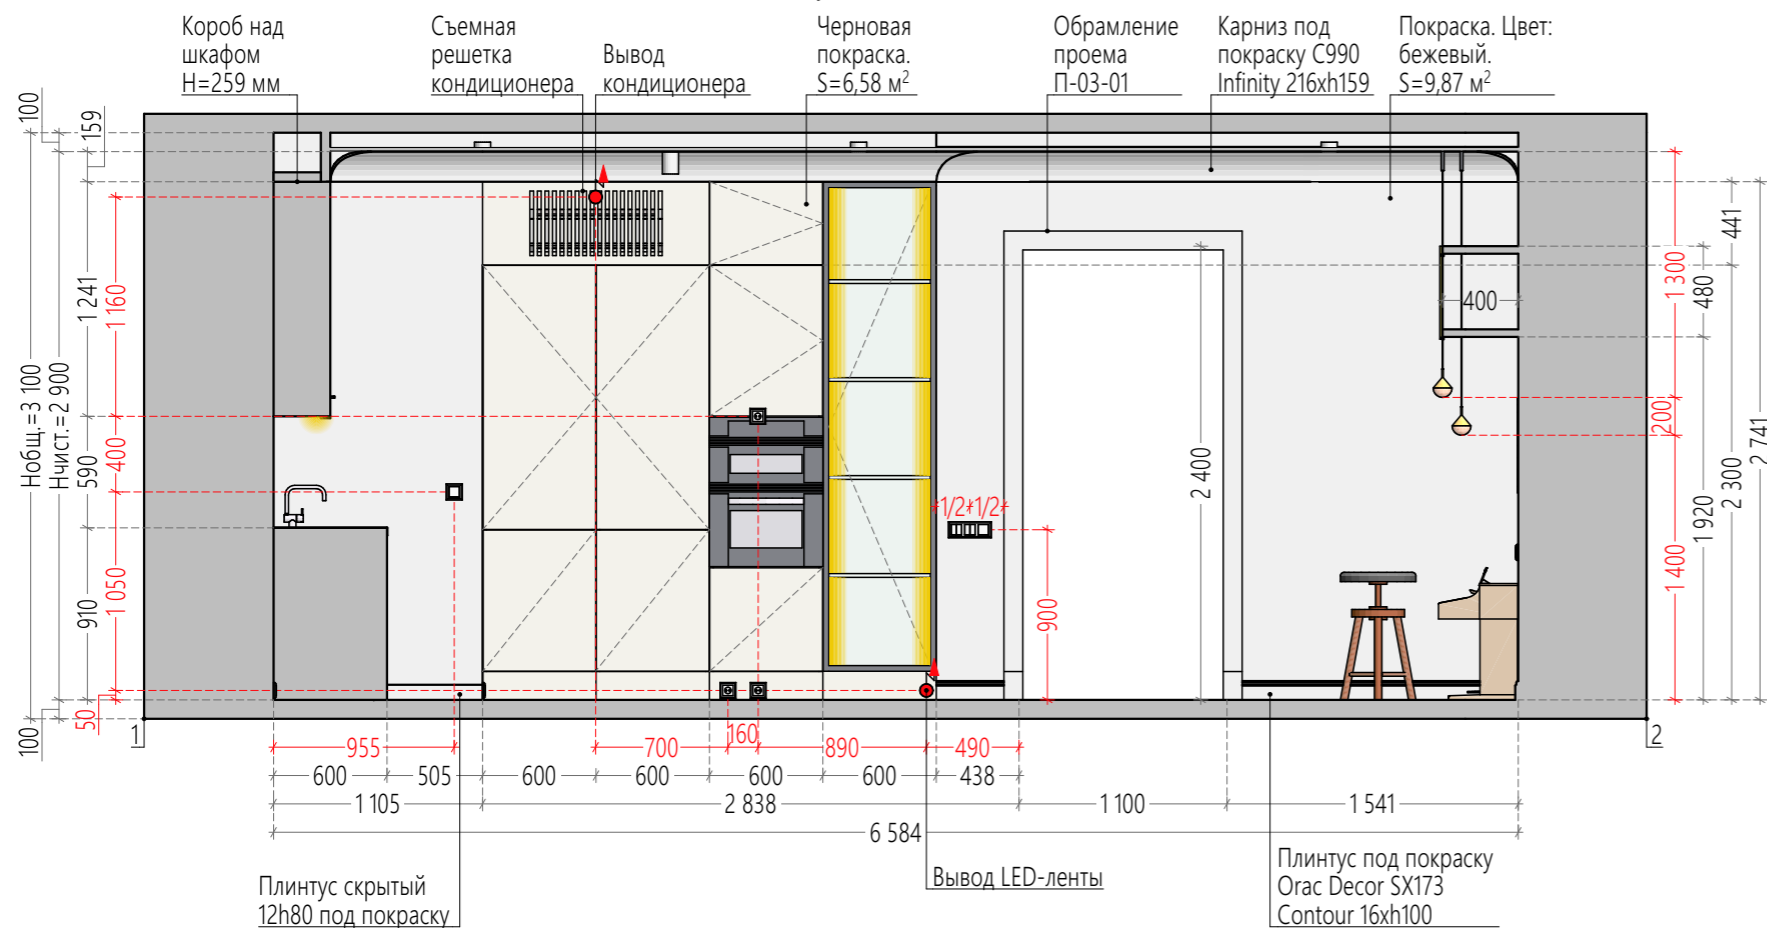 Короб над
шкафом
H=259 мм
Съемная
решетка
кондиционера
Вывод
кондиционера
Черновая
покраска.
S=6,58 м²
Обрамление
проема
П-03-01
Карниз под
покраску C990
Infinity 216xh159
Покраска. Цвет:
бежевый.
S=9,87 м²
100
159
Нобщ.=3 100
Нчист.=2 900
1 241
1 160
590
400
910
1 050
50
100
441
1 300
480
400
200
2 741
2 300
1 920
1 400
2 400
1/2
1/2
900
1
2
955
700
160
890
490
600
505
600
600
600
600
438
1 105
2 838
1 100
1 541
6 584
Плинтус скрытый
12h80 под покраску
Вывод LED-ленты
Плинтус под покраску
Orac Decor SX173
Contour 16xh100